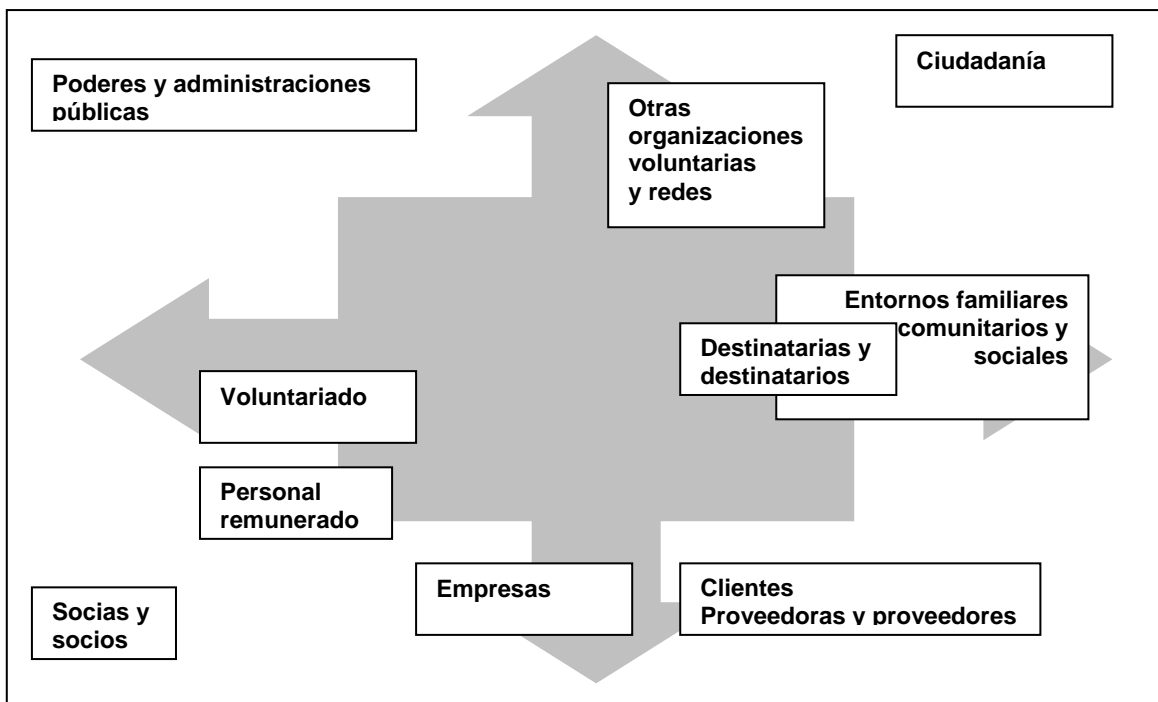 Poderes y administraciones
públicas
Ciudadanía
Otras
organizaciones
voluntarias
y redes
Entornos familiares
comunitarios y
sociales
Destinatarias y
destinatarios
Voluntariado
Personal
remunerado
Empresas
Clientes
Proveedoras y proveedores
Socias y
socios